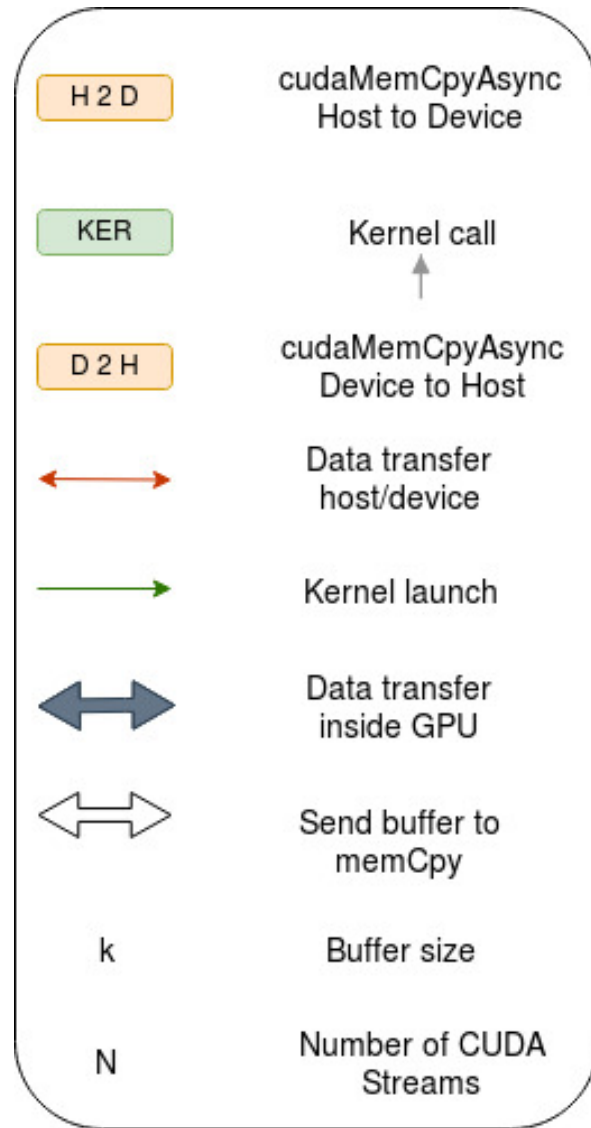 H 2 D
cudaMemCpyAsync
Host to Device
KER
Kernel call
D 2 H
cudaMemCpyAsync
Device to Host
Data transfer
host/device
Kernel launch
Data transfer
inside GPU
Send buffer to
memCpy
k
Buffer size
N
Number of CUDA
Streams